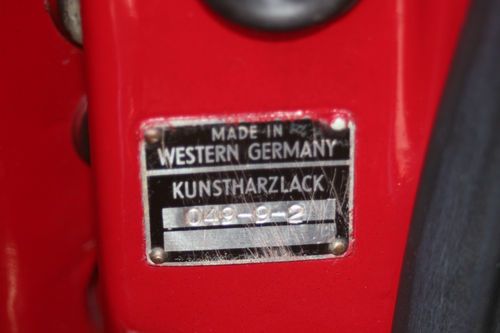 MADE IN
WESTERN GERMANY
KUNSTHARZLACK
049-9-2